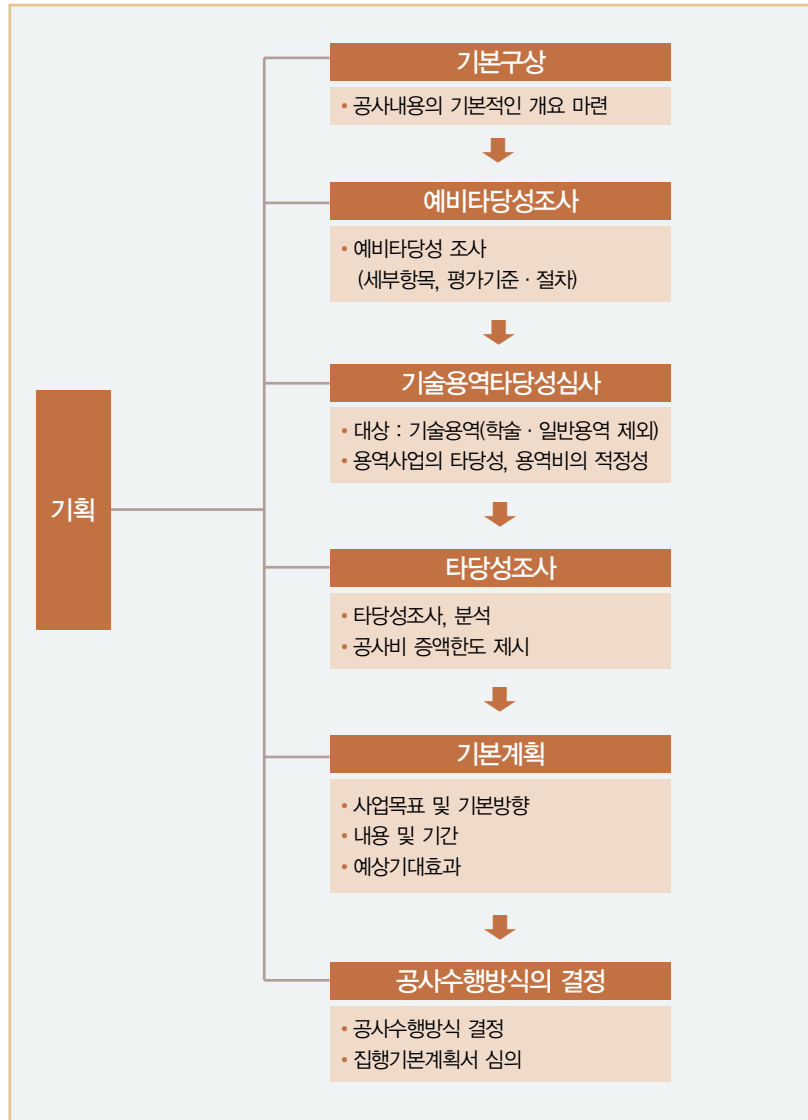 기본구상
• 공사내용의 기본적인 개요 마련
예비타당성조사
• 예비타당성 조사
(세부항목, 평가기준 · 절차)
기술용역타당성심사
• 대상 : 기술용역(학술 · 일반용역 제외)
• 용역사업의 타당성, 용역비의 적정성
기획
타당성조사
• 타당성조사, 분석
• 공사비 증액한도 제시
기본계획
• 사업목표 및 기본방향
• 내용 및 기간
• 예상기대효과
공사수행방식의 결정
• 공사수행방식 결정
• 집행기본계획서 심의